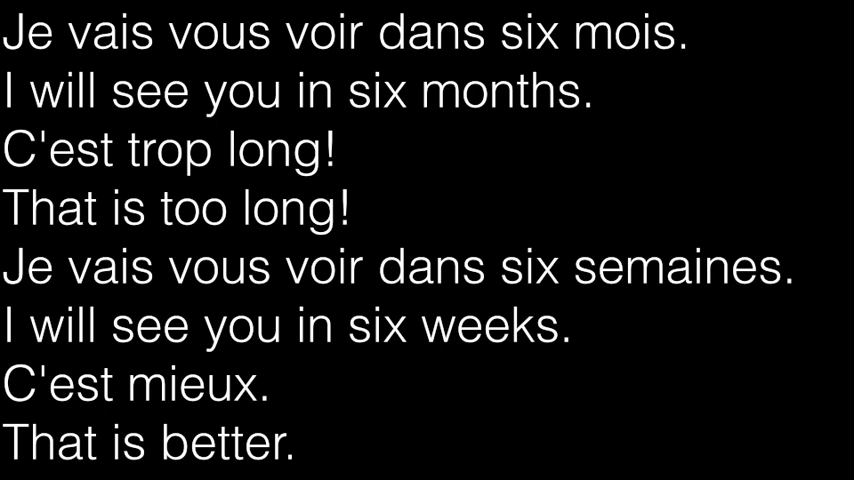 Je vais vous voir dans six mois.
I will see you in six months.
C'est trop long!
That is too long!
Je vais vous voir dans six semaines.
I will see you in six weeks.
C'est mieux.
That is better.